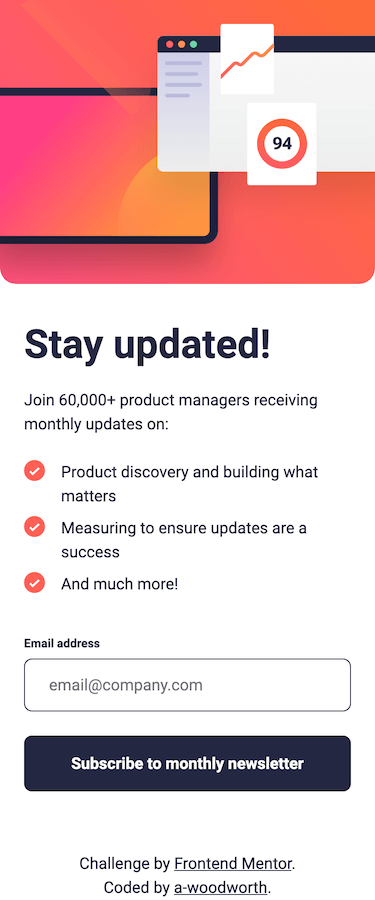 94
Stay updated!
Join 60,000+ product managers receiving
monthly updates on:
Product discovery and building what
matters
Measuring to ensure updates are a
success
And much more!
Email address
email@company.com
Subscribe to monthly newsletter
Challenge by Frontend Mentor.
Coded by a-woodworth.